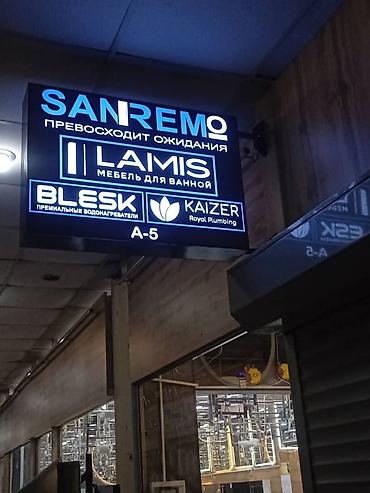 SANREMO
ПРЕВОСХОДИТ ОЖИДАНИЯ
LAMIS
МЕБЕЛЬ ДЛЯ ВАННОЙ
BLESK
ПРЕМИАЛЬНЫЕ ВОДОНАГРЕВАТЕЛИ
KAIZER
Royal Plumbing
A-5